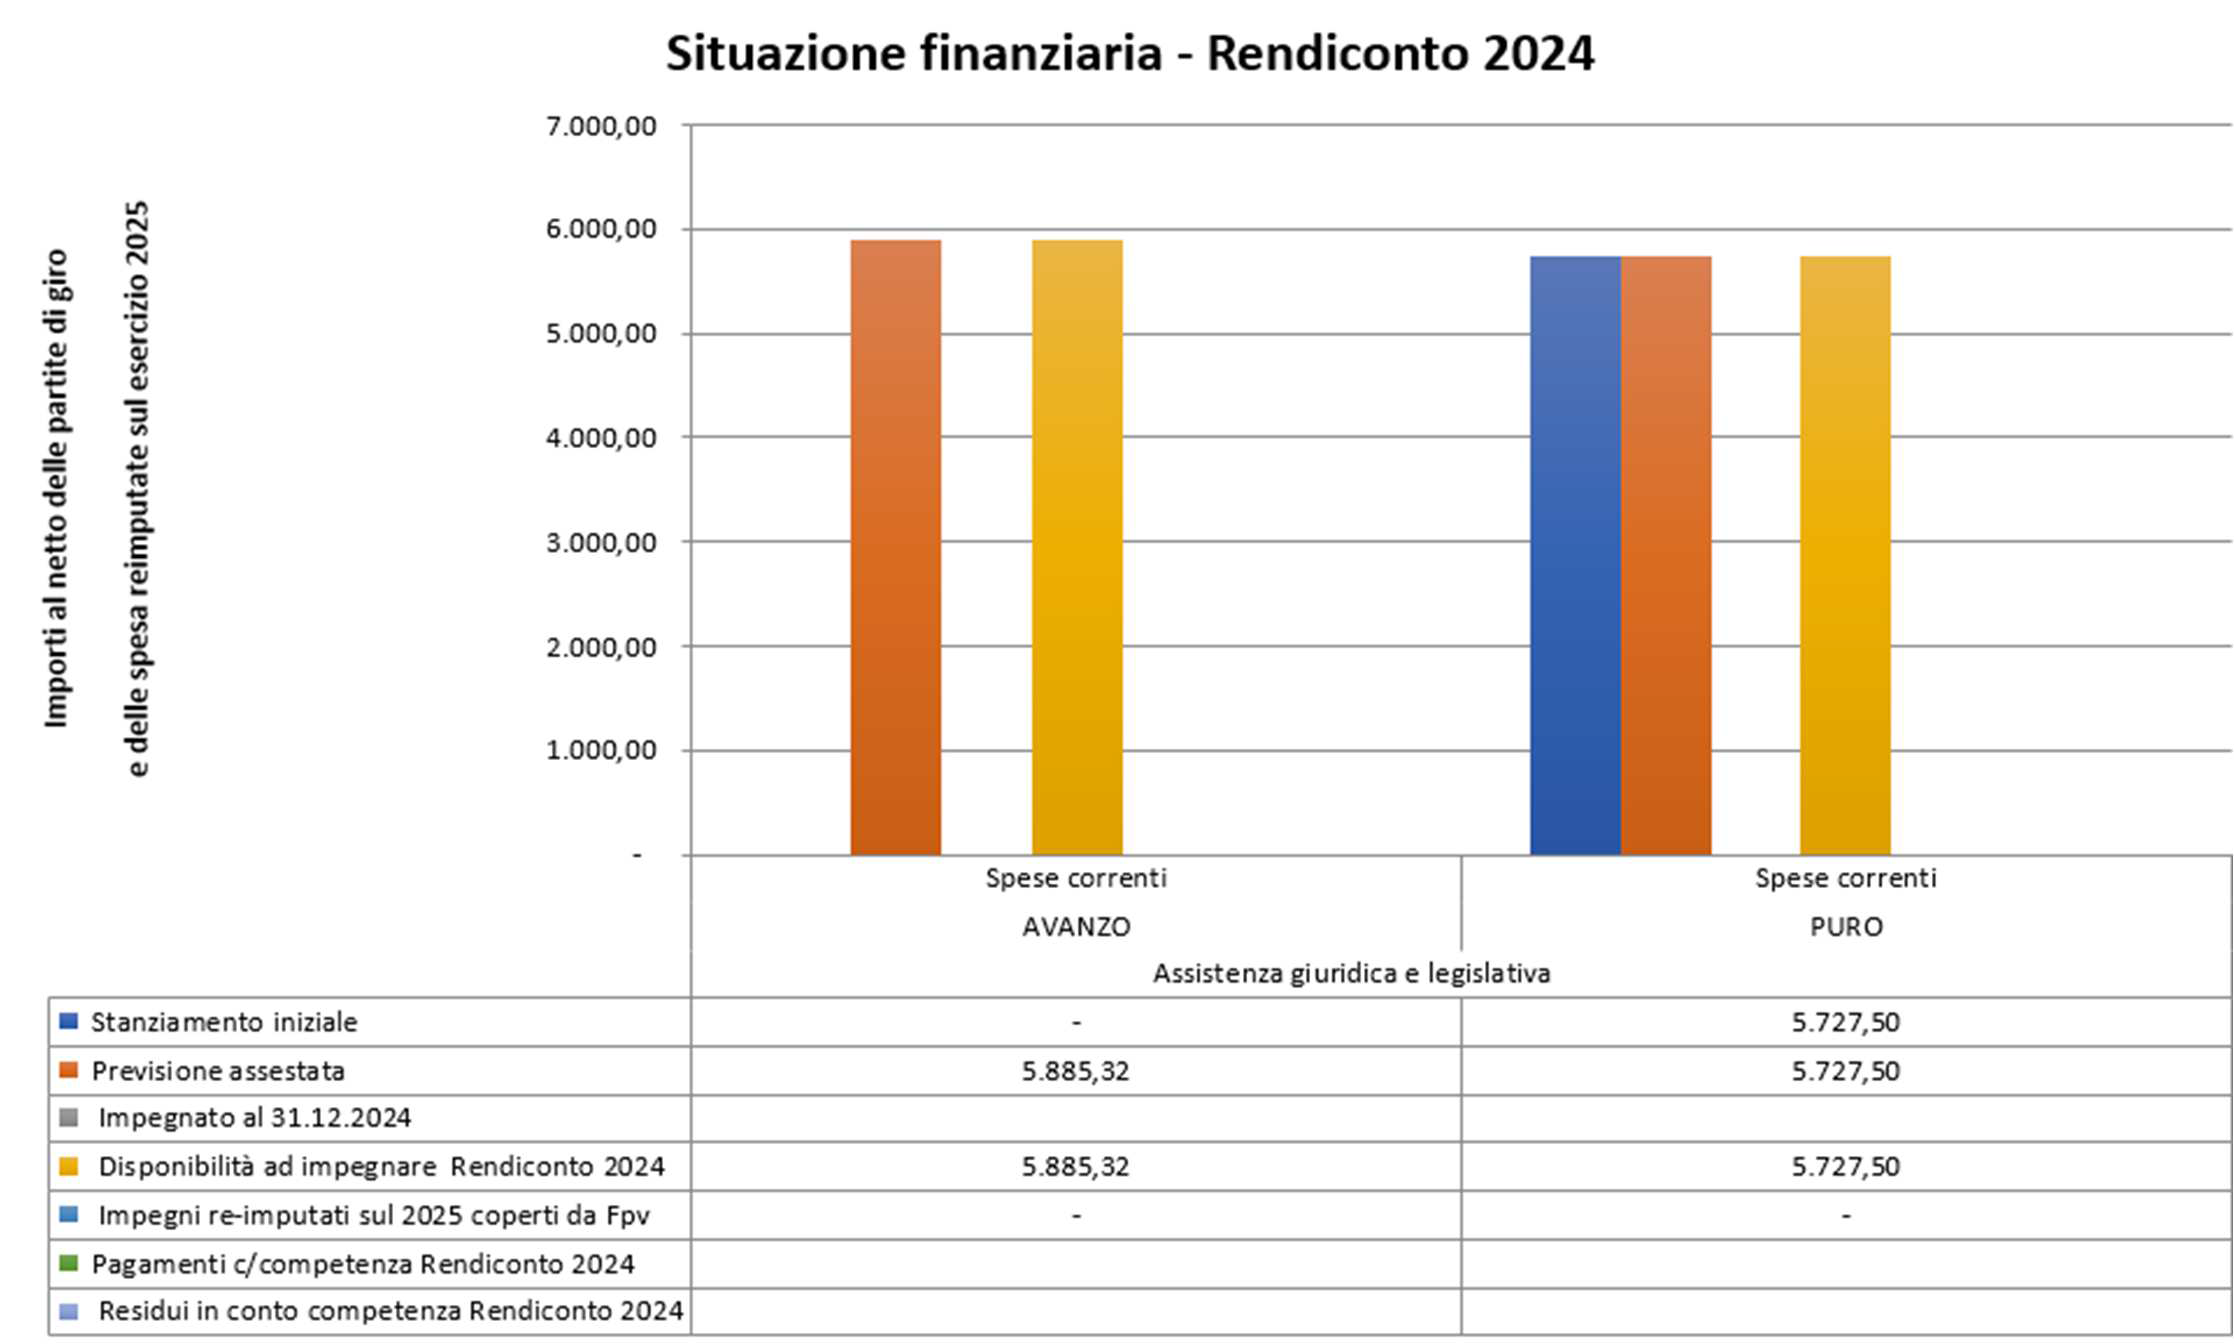 Situazione finanziaria - Rendiconto 2024
Importi al netto delle partite di giro
e delle spesa reimputate sul esercizio 2025
7.000,00
6.000,00
5.000,00
4.000,00
3.000,00
2.000,00
1.000,00
-
Spese correnti Spese correnti
AVANZO PURO
Assistenza giuridica e legislativa
Stanziamento iniziale - 5.727,50
Previsione assestata 5.885,32 5.727,50
Impegnato al 31.12.2024
Disponibilità ad impegnare Rendiconto 2024 5.885,32 5.727,50
Impegni re-imputati sul 2025 coperti da Fpv - -
Pagamenti c/competenza Rendiconto 2024
Residui in conto competenza Rendiconto 2024